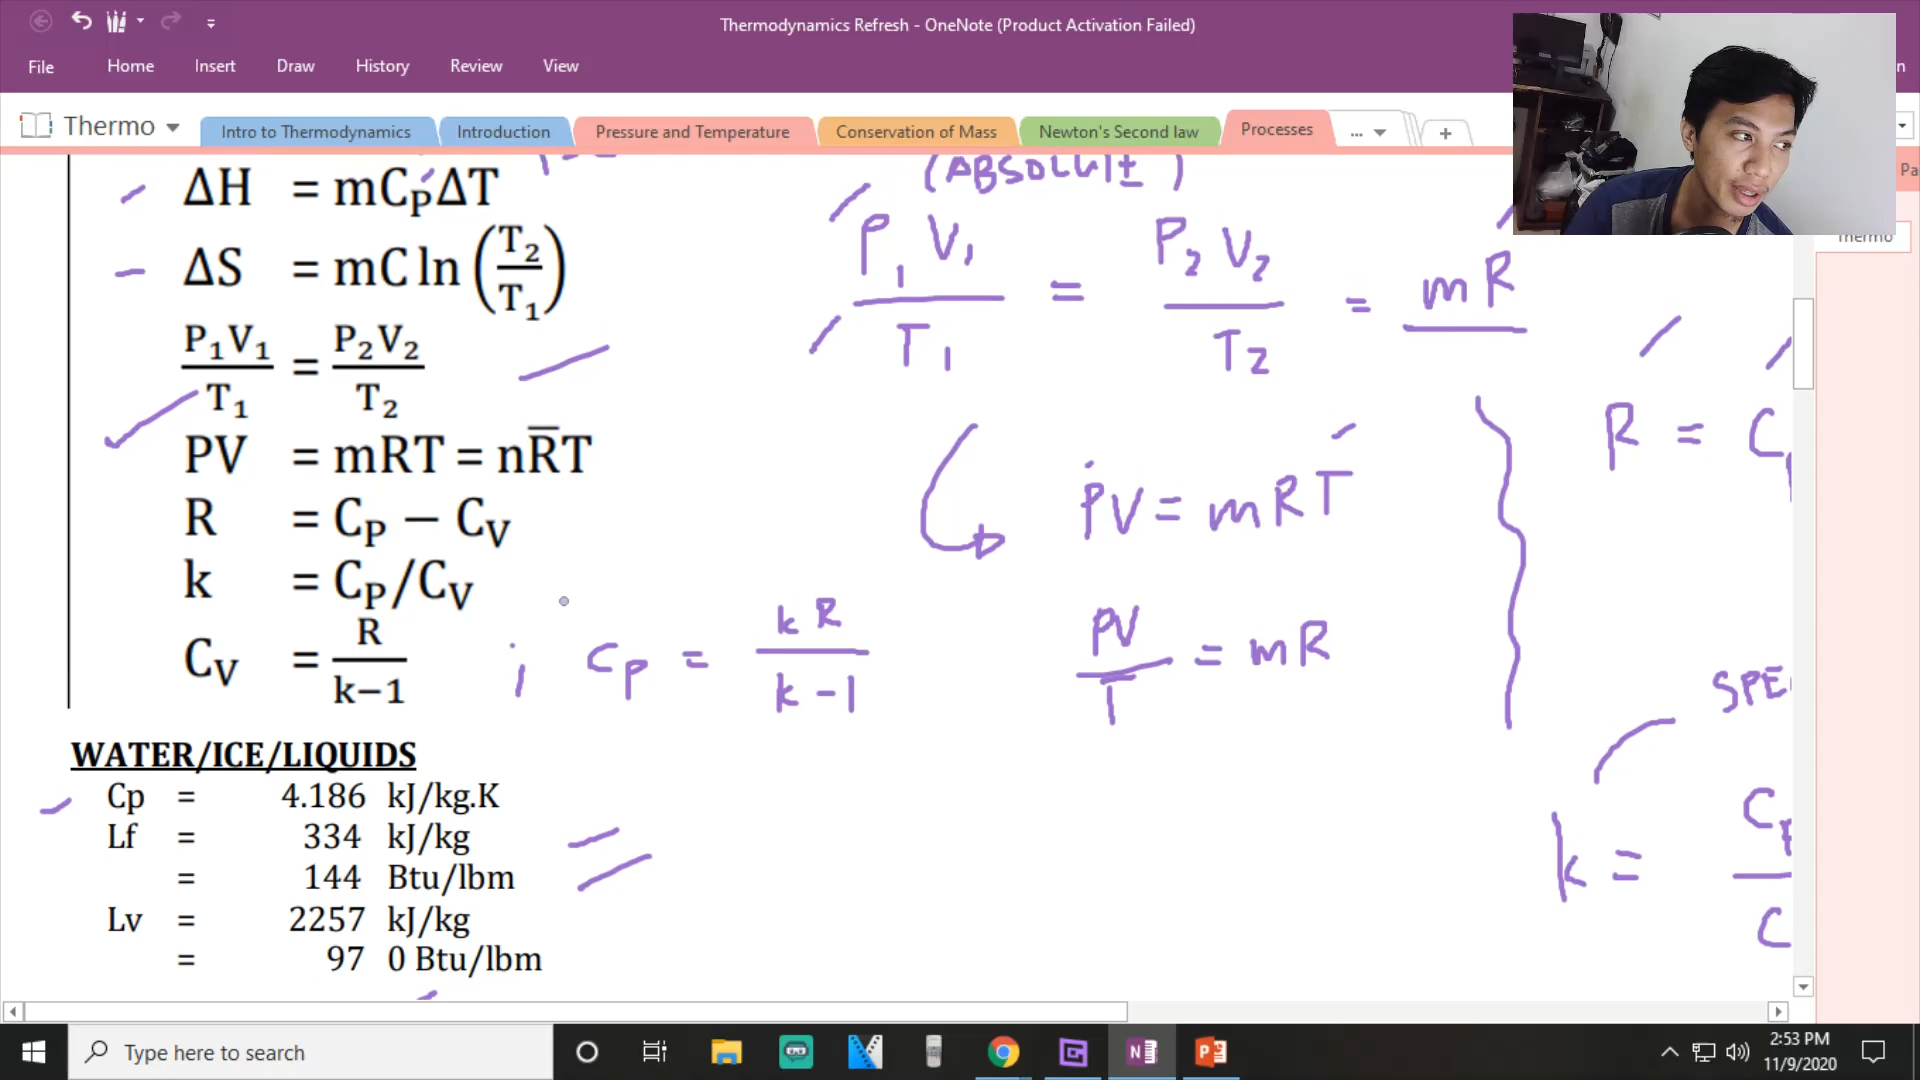 Thermodynamics Refresh - OneNote (Product Activation Failed)
File Home Insert Draw History Review View
Thermo Intro to Thermodynamics Introduction Pressure and Temperature Conservation of Mass Newton's Second law Processes ... +
Pa
Thermo
ΔH = mCₚΔT
ΔS = mC ln (T₂/T₁)
P₁V₁/T₁ = P₂V₂/T₂
PV = mRT = nR̅T
R = Cₚ − Cᵥ
k = Cₚ/Cᵥ
Cᵥ = R/k−1
; Cₚ = kR/k-1
(ABSOLUTE)
P₁V₁/T₁ = P₂V₂/T₂ = mR
PV = mRT
PV/T = mR
R = C
SPE
k = C
C
WATER/ICE/LIQUIDS
Cp = 4.186 kJ/kg.K
Lf = 334 kJ/kg
= 144 Btu/lbm
Lv = 2257 kJ/kg
= 97 0 Btu/lbm
Type here to search
2:53 PM
11/9/2020